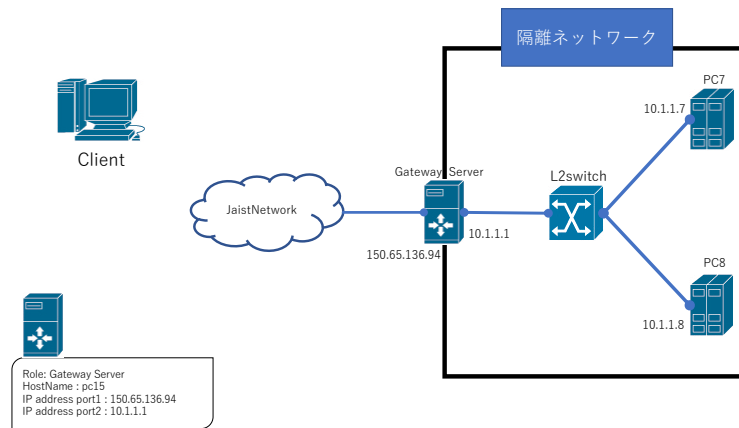 隔離ネットワーク
PC7
10.1.1.7
Client
Gateway Server
L2switch
JaistNetwork
10.1.1.1
150.65.136.94
PC8
10.1.1.8
Role: Gateway Server
HostName : pc15
IP address port1 : 150.65.136.94
IP address port2 : 10.1.1.1